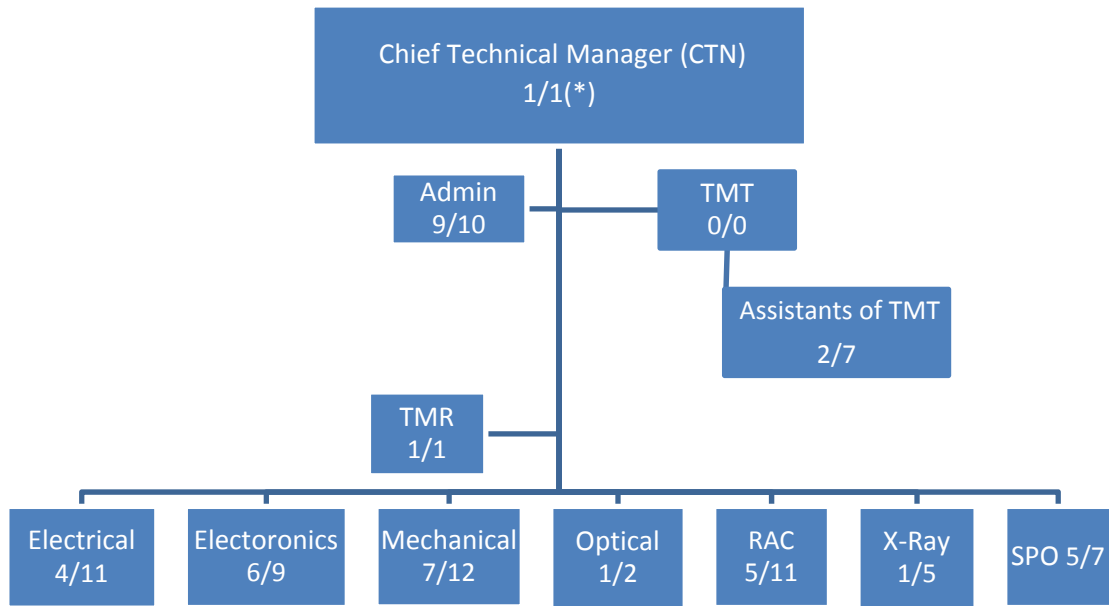 Chief Technical Manager (CTN)
1/1(*)
Admin
9/10
TMT
0/0
Assistants of TMT
2/7
TMR
1/1
Electrical
4/11
Electoronics
6/9
Mechanical
7/12
Optical
1/2
RAC
5/11
X-Ray
1/5
SPO 5/7